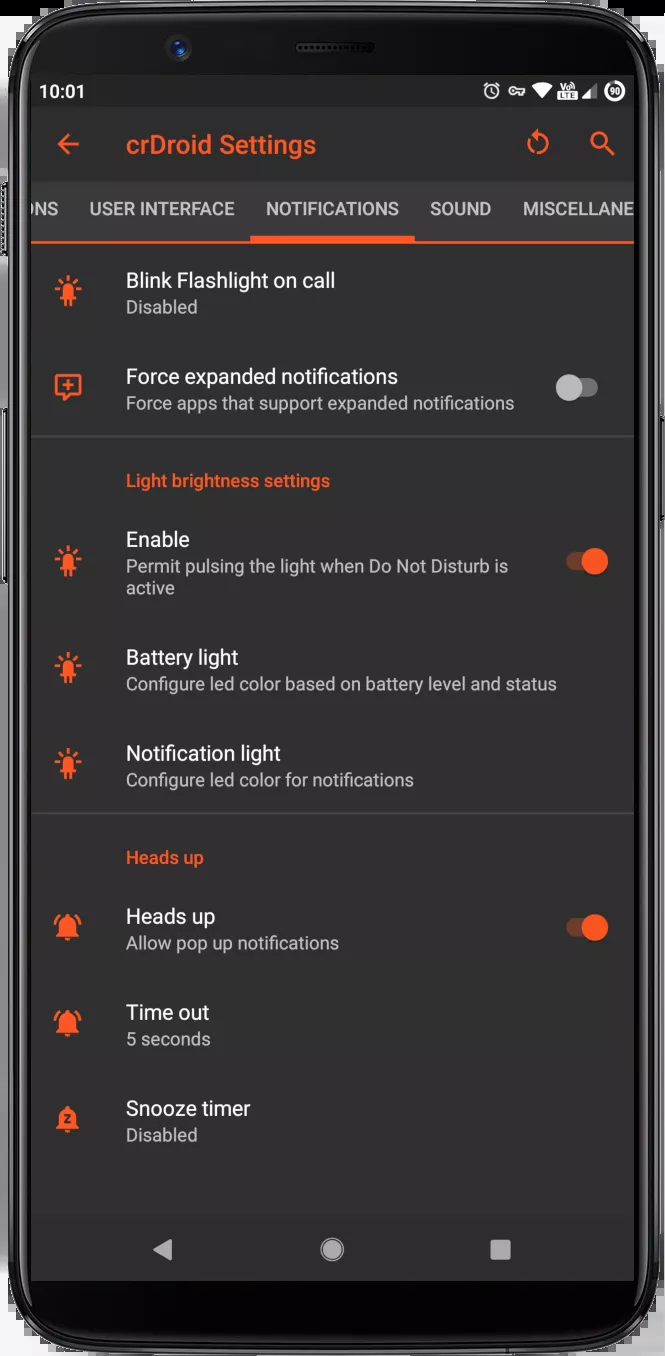 10:01
Vo)
LTE
90
crDroid Settings
ONS USER INTERFACE NOTIFICATIONS SOUND MISCELLANE
Blink Flashlight on call
Disabled
Force expanded notifications
Force apps that support expanded notifications
Light brightness settings
Enable
Permit pulsing the light when Do Not Disturb is
active
Battery light
Configure led color based on battery level and status
Notification light
Configure led color for notifications
Heads up
Heads up
Allow pop up notifications
Time out
5 seconds
Snooze timer
Z
Disabled